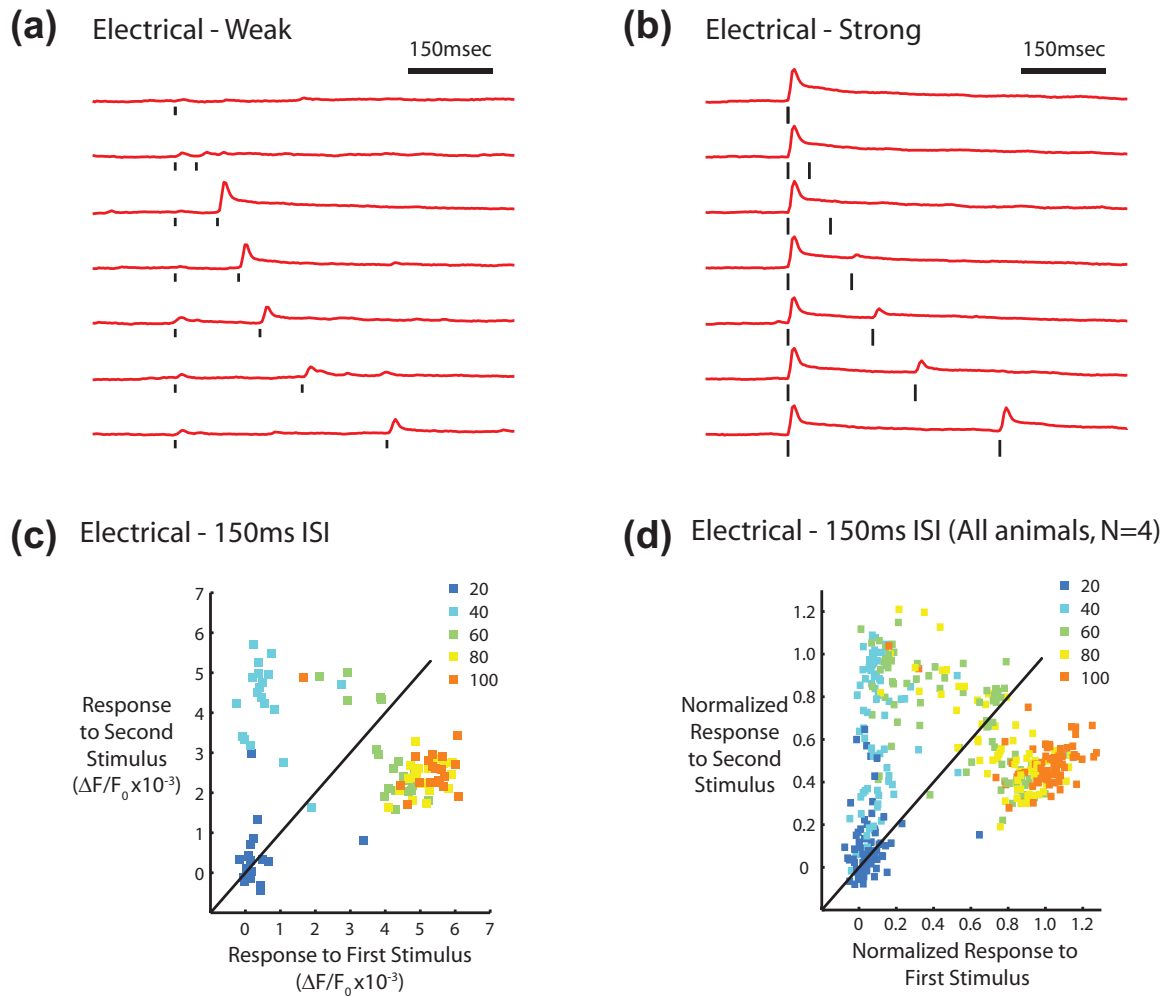 (a) Electrical - Weak
150msec
(b) Electrical - Strong
150msec
(c) Electrical - 150ms ISI
7
6
5
4
3
2
1
0
Response
to Second
Stimulus
(ΔF/F₀ x10⁻³)
20
40
60
80
100
0 1 2 3 4 5 6 7
Response to First Stimulus
(ΔF/F₀ x10⁻³)
(d) Electrical - 150ms ISI (All animals, N=4)
1.2
1.0
0.8
0.6
0.4
0.2
0
Normalized
Response
to Second
Stimulus
20
40
60
80
100
0 0.2 0.4 0.6 0.8 1.0 1.2
Normalized Response to
First Stimulus